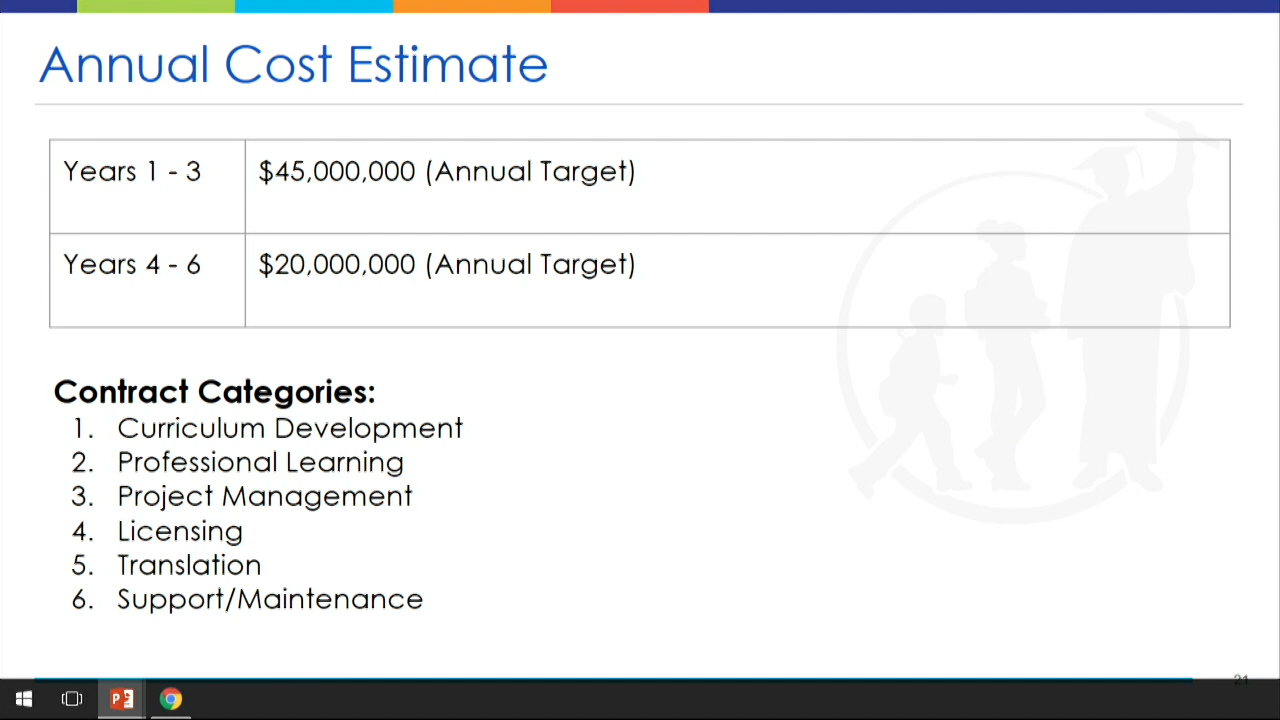 Annual Cost Estimate
Years 1 - 3 $45,000,000 (Annual Target)
Years 4 - 6 $20,000,000 (Annual Target)
Contract Categories:
1. Curriculum Development
2. Professional Learning
3. Project Management
4. Licensing
5. Translation
6. Support/Maintenance
21